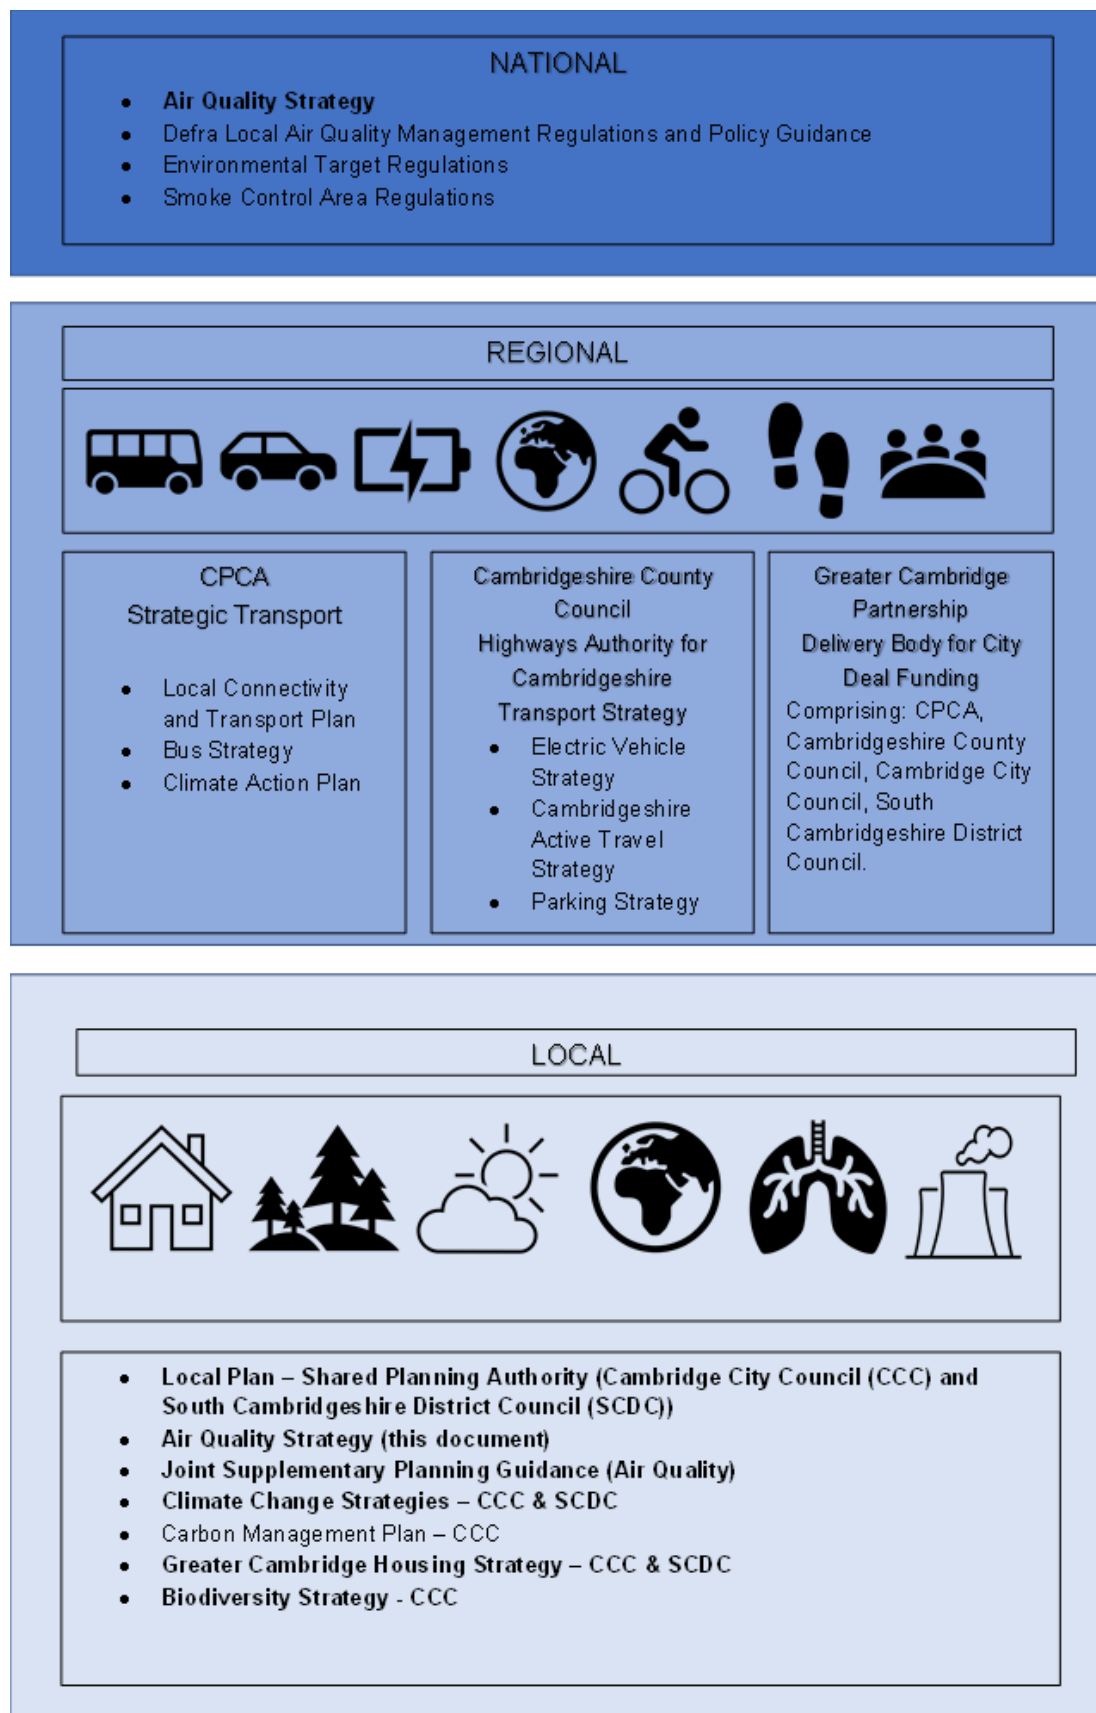 NATIONAL
● Air Quality Strategy
● Defra Local Air Quality Management Regulations and Policy Guidance
● Environmental Target Regulations
● Smoke Control Area Regulations
REGIONAL
CPCA
Strategic Transport
● Local Connectivity
and Transport Plan
● Bus Strategy
● Climate Action Plan
Cambridgeshire County
Council
Highways Authority for
Cambridgeshire
Transport Strategy
● Electric Vehicle
Strategy
● Cambridgeshire
Active Travel
Strategy
● Parking Strategy
Greater Cambridge
Partnership
Delivery Body for City
Deal Funding
Comprising: CPCA,
Cambridgeshire County
Council, Cambridge City
Council, South
Cambridgeshire District
Council.
LOCAL
● Local Plan – Shared Planning Authority (Cambridge City Council (CCC) and
South Cambridgeshire District Council (SCDC))
● Air Quality Strategy (this document)
● Joint Supplementary Planning Guidance (Air Quality)
● Climate Change Strategies – CCC & SCDC
● Carbon Management Plan – CCC
● Greater Cambridge Housing Strategy – CCC & SCDC
● Biodiversity Strategy - CCC